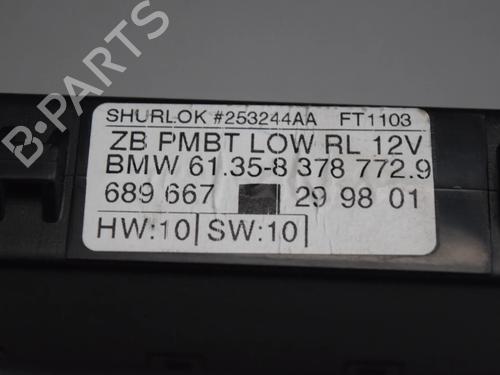 SHURLOK #253244AA FT1103
ZB PMBT LOW RL 12V
BMW 61.35-8 378 772.9
689 667 29 98 01
HW:10 SW:10
B-PARTS